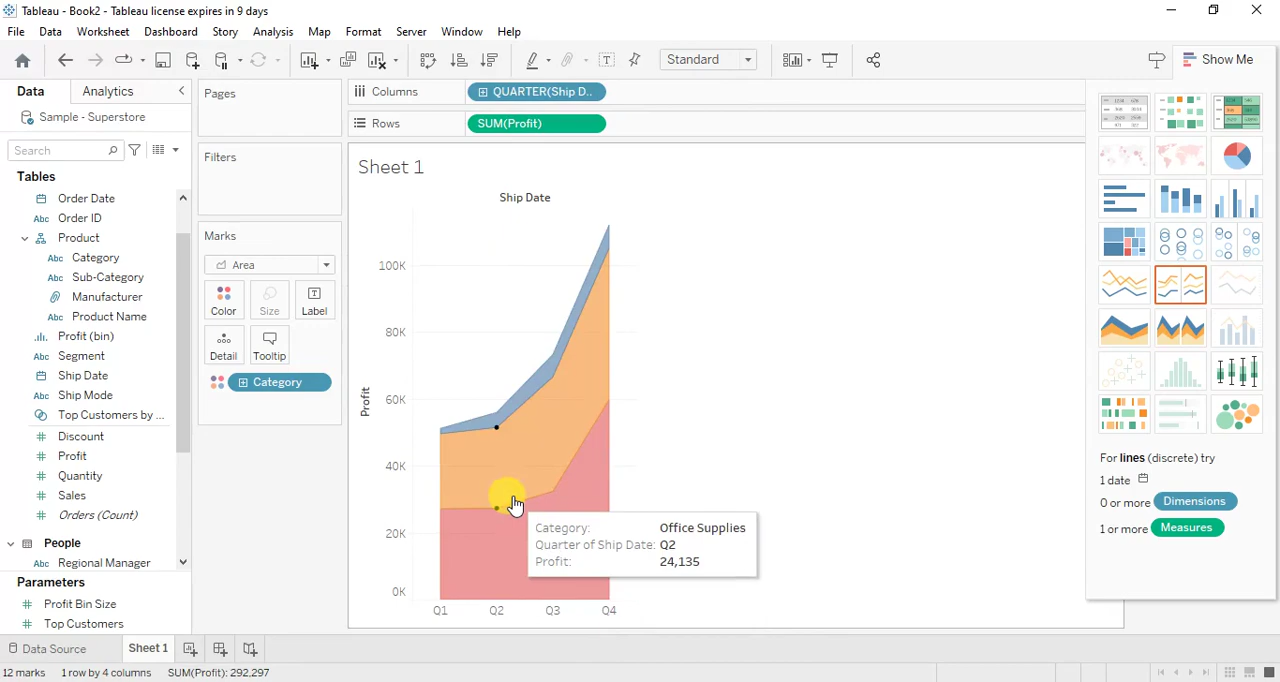 Tableau - Book2 - Tableau license expires in 9 days
File Data Worksheet Dashboard Story Analysis Map Format Server Window Help
Standard
Show Me
Data Analytics
Sample - Superstore
Search
Tables
Order Date
Abc Order ID
Product
Abc Category
Abc Sub-Category
Manufacturer
Abc Product Name
Profit (bin)
Abc Segment
Ship Date
Abc Ship Mode
Top Customers by ...
Discount
Profit
Quantity
Sales
Orders (Count)
People
Abc Regional Manager
Parameters
Profit Bin Size
Top Customers
Pages
Filters
Marks
Area
Color Size Label
Detail Tooltip
Category
Columns QUARTER(Ship D..
Rows SUM(Profit)
Sheet 1
Ship Date
Profit
100K
80K
60K
40K
20K
0K
Q1 Q2 Q3 Q4
Category: Office Supplies
Quarter of Ship Date: Q2
Profit: 24,135
For lines (discrete) try
1 date
0 or more Dimensions
1 or more Measures
Data Source Sheet 1
12 marks 1 row by 4 columns SUM(Profit): 292,297